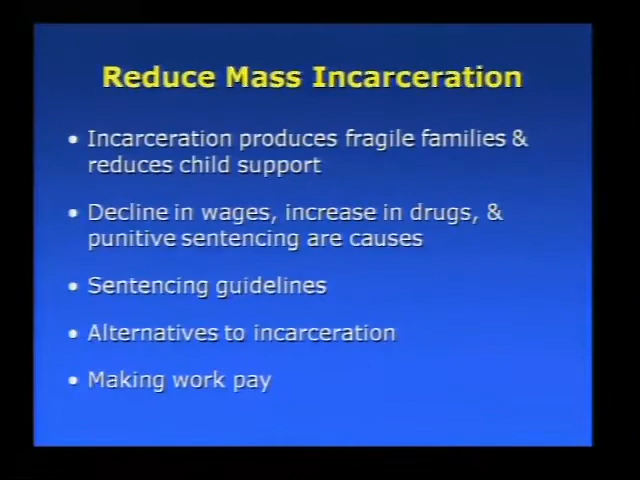 Reduce Mass Incarceration
• Incarceration produces fragile families &
reduces child support
• Decline in wages, increase in drugs, &
punitive sentencing are causes
• Sentencing guidelines
• Alternatives to incarceration
• Making work pay